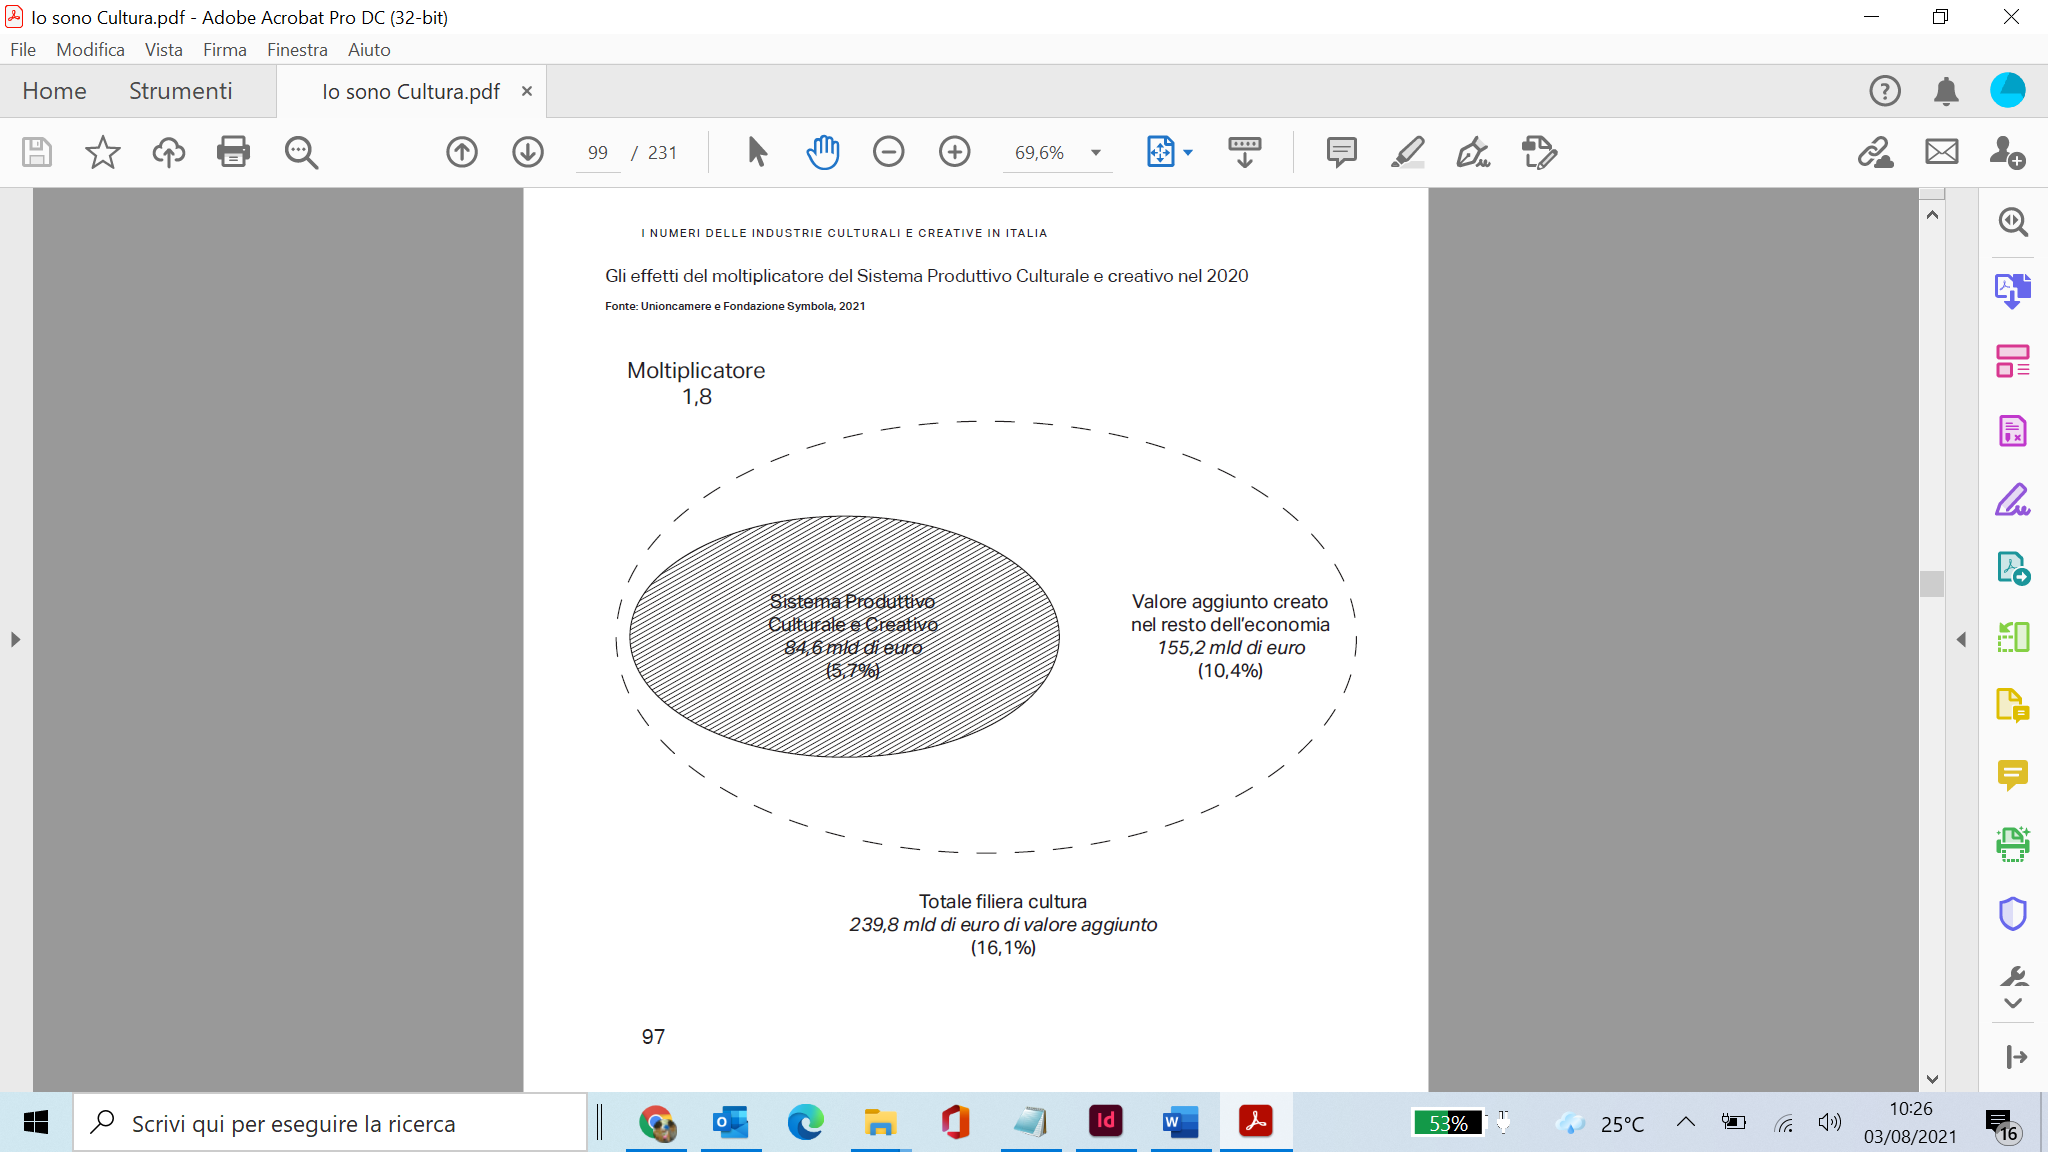 Io sono Cultura.pdf - Adobe Acrobat Pro DC (32-bit)
File Modifica Vista Firma Finestra Aiuto
Home Strumenti Io sono Cultura.pdf ×
99 / 231 69,6%
I NUMERI DELLE INDUSTRIE CULTURALI E CREATIVE IN ITALIA
Gli effetti del moltiplicatore del Sistema Produttivo Culturale e creativo nel 2020
Fonte: Unioncamere e Fondazione Symbola, 2021
Moltiplicatore
1,8
Sistema Produttivo
Culturale e Creativo
84,6 mld di euro
(5,7%)
Valore aggiunto creato
nel resto dell'economia
155,2 mld di euro
(10,4%)
Totale filiera cultura
239,8 mld di euro di valore aggiunto
(16,1%)
97
Scrivi qui per eseguire la ricerca
53%
25°C
10:26
03/08/2021
16